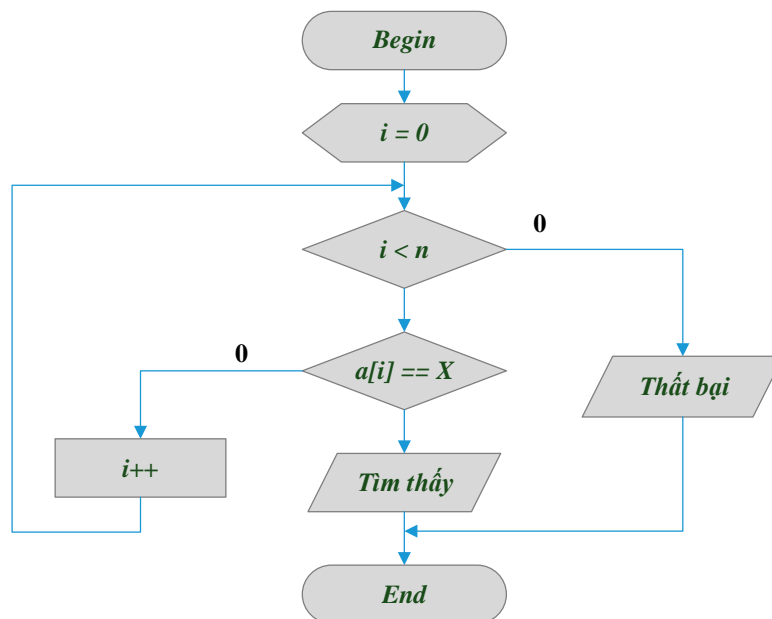 Begin
i = 0
i < n
0
a[i] == X
0
Thất bại
i++
Tìm thấy
End